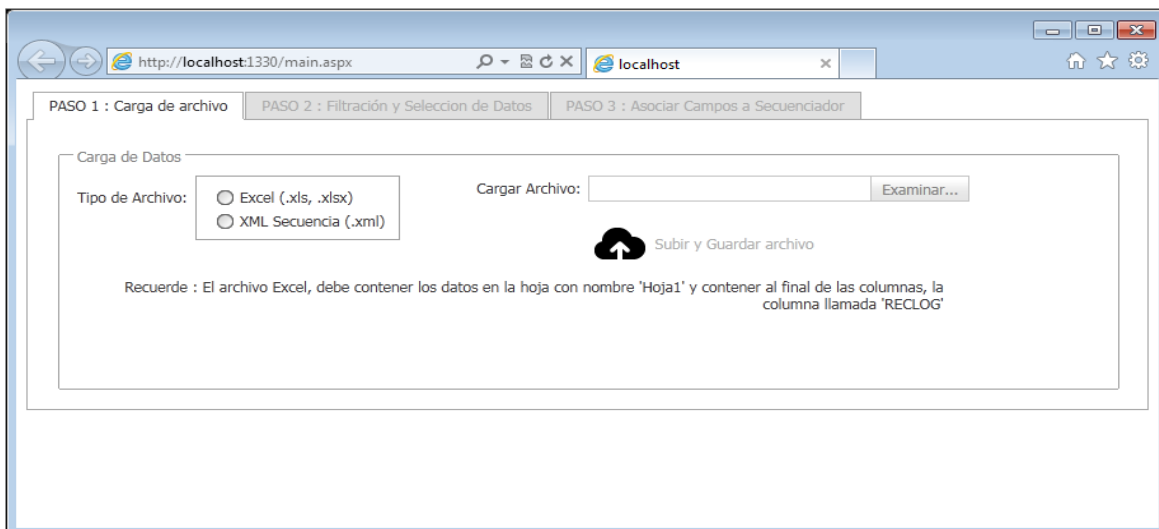 http://localhost:1330/main.aspx
localhost
PASO 1 : Carga de archivo
PASO 2 : Filtración y Seleccion de Datos
PASO 3 : Asociar Campos a Secuenciador
Carga de Datos
Tipo de Archivo:
Excel (.xls, .xlsx)
XML Secuencia (.xml)
Cargar Archivo:
Examinar...
Subir y Guardar archivo
Recuerde : El archivo Excel, debe contener los datos en la hoja con nombre 'Hoja1' y contener al final de las columnas, la
columna llamada 'RECLOG'